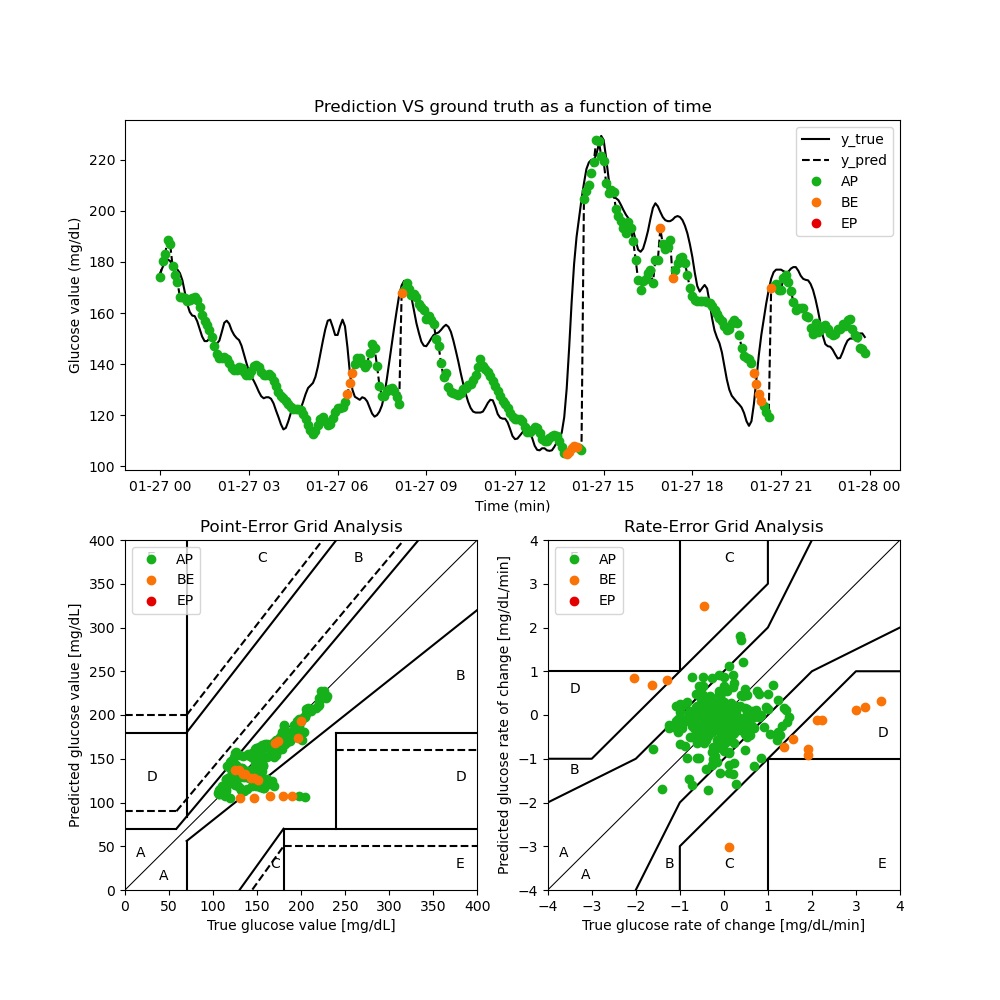 Prediction VS ground truth as a function of time
Glucose value (mg/dL)
220
200
180
160
140
120
100
y_true
y_pred
AP
BE
EP
01-27 00 01-27 03 01-27 06 01-27 09 01-27 12 01-27 15 01-27 18 01-27 21 01-28 00
Time (min)
Point-Error Grid Analysis
Predicted glucose value [mg/dL]
400
350
300
250
200
150
100
50
0
AP
BE
EP
C B
A
D D
A
A
C E
0 50 100 150 200 250 300 350 400
True glucose value [mg/dL]
Rate-Error Grid Analysis
Predicted glucose rate of change [mg/dL/min]
4
3
2
1
0
−1
−2
−3
−4
AP
BE
EP
C
D
D
B
A
A
B C E
−4 −3 −2 −1 0 1 2 3 4
True glucose rate of change [mg/dL/min]